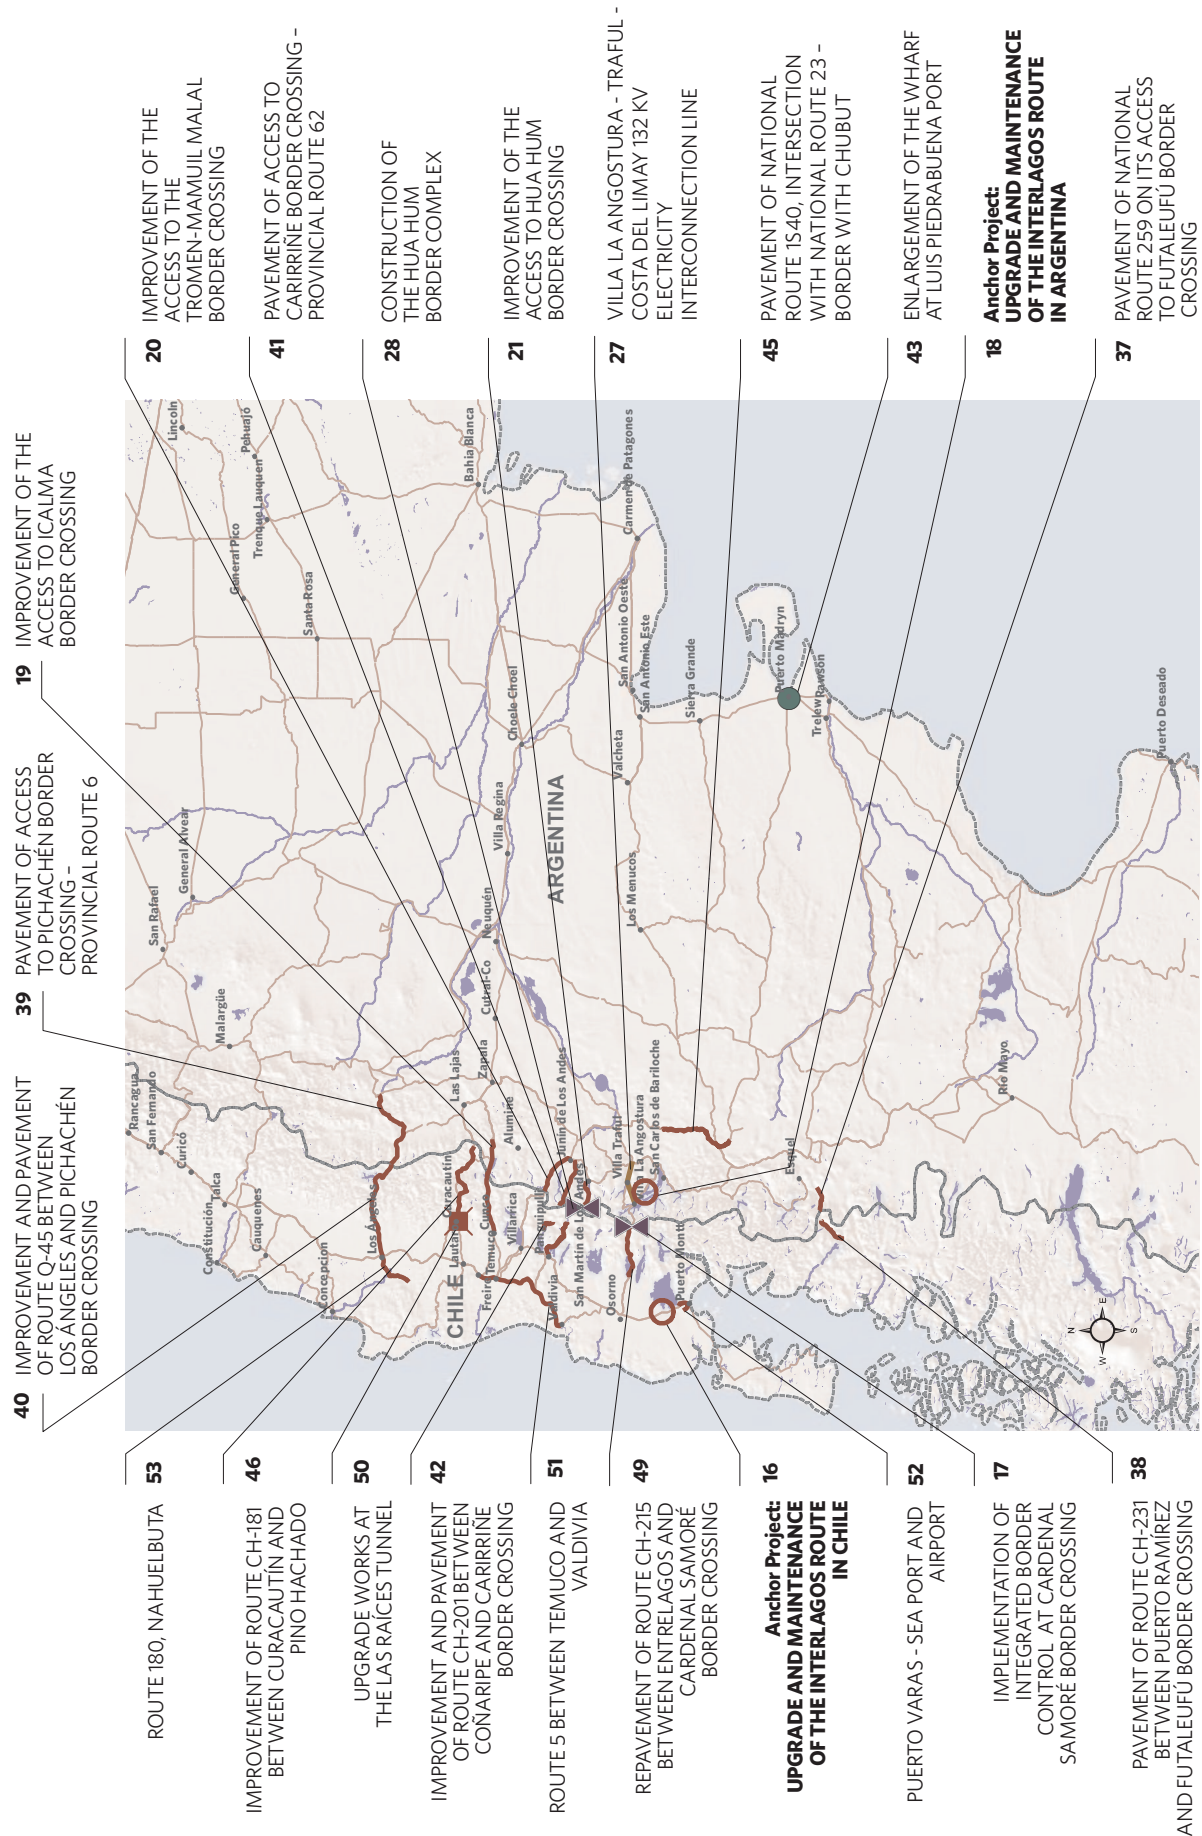 40 IMPROVEMENT AND PAVEMENT
OF ROUTE Q-45 BETWEEN
LOS ANGELES AND PICHACHÉN
BORDER CROSSING
39 PAVEMENT OF ACCESS
TO PICHACHÉN BORDER
CROSSING –
PROVINCIAL ROUTE 6
19 IMPROVEMENT OF THE
ACCESS TO ICALMA
BORDER CROSSING
ROUTE 180, NAHUELBUTA 53
IMPROVEMENT OF ROUTE CH-181 46
BETWEEN CURACAUTÍN AND
PINO HACHADO
UPGRADE WORKS AT 50
THE LAS RAÍCES TUNNEL
IMPROVEMENT AND PAVEMENT 42
OF ROUTE CH-201 BETWEEN
COÑARIPE AND CARIRRIÑE
BORDER CROSSING
ROUTE 5 BETWEEN TEMUCO AND 51
VALDIVIA
REPAVEMENT OF ROUTE CH-215 49
BETWEEN ENTRELAGOS AND
CARDENAL SAMORÉ
BORDER CROSSING
Anchor Project: 16
UPGRADE AND MAINTENANCE
OF THE INTERLAGOS ROUTE
IN CHILE
PUERTO VARAS - SEA PORT AND 52
AIRPORT
IMPLEMENTATION OF 17
INTEGRATED BORDER
CONTROL AT CARDENAL
SAMORÉ BORDER CROSSING
PAVEMENT OF ROUTE CH-231 38
BETWEEN PUERTO RAMÍREZ
AND FUTALEUFÚ BORDER CROSSING
Rancagua
San Fernando
Curicó
Talca
Constitución
Cauquenes
Concepcion
Los Ángeles
Malargüe
San Rafael
General Alvear
Lincoln
Pehuajó
Trenque Lauquen
General Pico
Santa Rosa
Bahía Blanca
CHILE
Lautaro
Curacautin
Las Lajas
Zapala
Cutral-Co
Neuquén
Villa Regina
Choele Choel
Freire
Temuco
Cunco
Aluminé
Villarrica
Panguipulli
Junin de Los Andes
ARGENTINA
Valdivia
San Martín de Los Andes
Osorno
Villa Traful
Villa La Angostura
San Carlos de Bariloche
Los Menucos
Valcheta
San Antonio Oeste
San Antonio Este
Carmen de Patagones
Puerto Montt
Sierra Grande
Puerto Madryn
Esquel
Trelew
Rawson
Río Mayo
Puerto Deseado
N
W
E
S
20 IMPROVEMENT OF THE
ACCESS TO THE
TROMEN-MAMUIL MALAL
BORDER CROSSING
41 PAVEMENT OF ACCESS TO
CARIRRIÑE BORDER CROSSING –
PROVINCIAL ROUTE 62
28 CONSTRUCTION OF
THE HUA HUM
BORDER COMPLEX
21 IMPROVEMENT OF THE
ACCESS TO HUA HUM
BORDER CROSSING
27 VILLA LA ANGOSTURA - TRAFUL -
COSTA DEL LIMAY 132 KV
ELECTRICITY
INTERCONNECTION LINE
45 PAVEMENT OF NATIONAL
ROUTE 1S40, INTERSECTION
WITH NATIONAL ROUTE 23 –
BORDER WITH CHUBUT
43 ENLARGEMENT OF THE WHARF
AT LUIS PIEDRABUENA PORT
18 Anchor Project:
UPGRADE AND MAINTENANCE
OF THE INTERLAGOS ROUTE
IN ARGENTINA
37 PAVEMENT OF NATIONAL
ROUTE 259 ON ITS ACCESS
TO FUTALEUFÚ BORDER
CROSSING